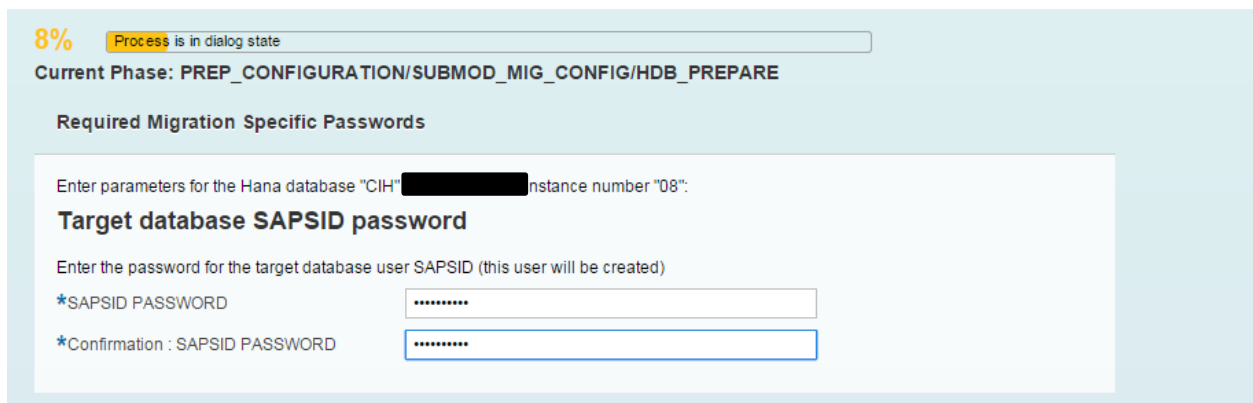 8% Process is in dialog state
Current Phase: PREP_CONFIGURATION/SUBMOD_MIG_CONFIG/HDB_PREPARE
Required Migration Specific Passwords
Enter parameters for the Hana database "CIH" nstance number "08":
Target database SAPSID password
Enter the password for the target database user SAPSID (this user will be created)
*SAPSID PASSWORD ••••••••••
*Confirmation : SAPSID PASSWORD ••••••••••